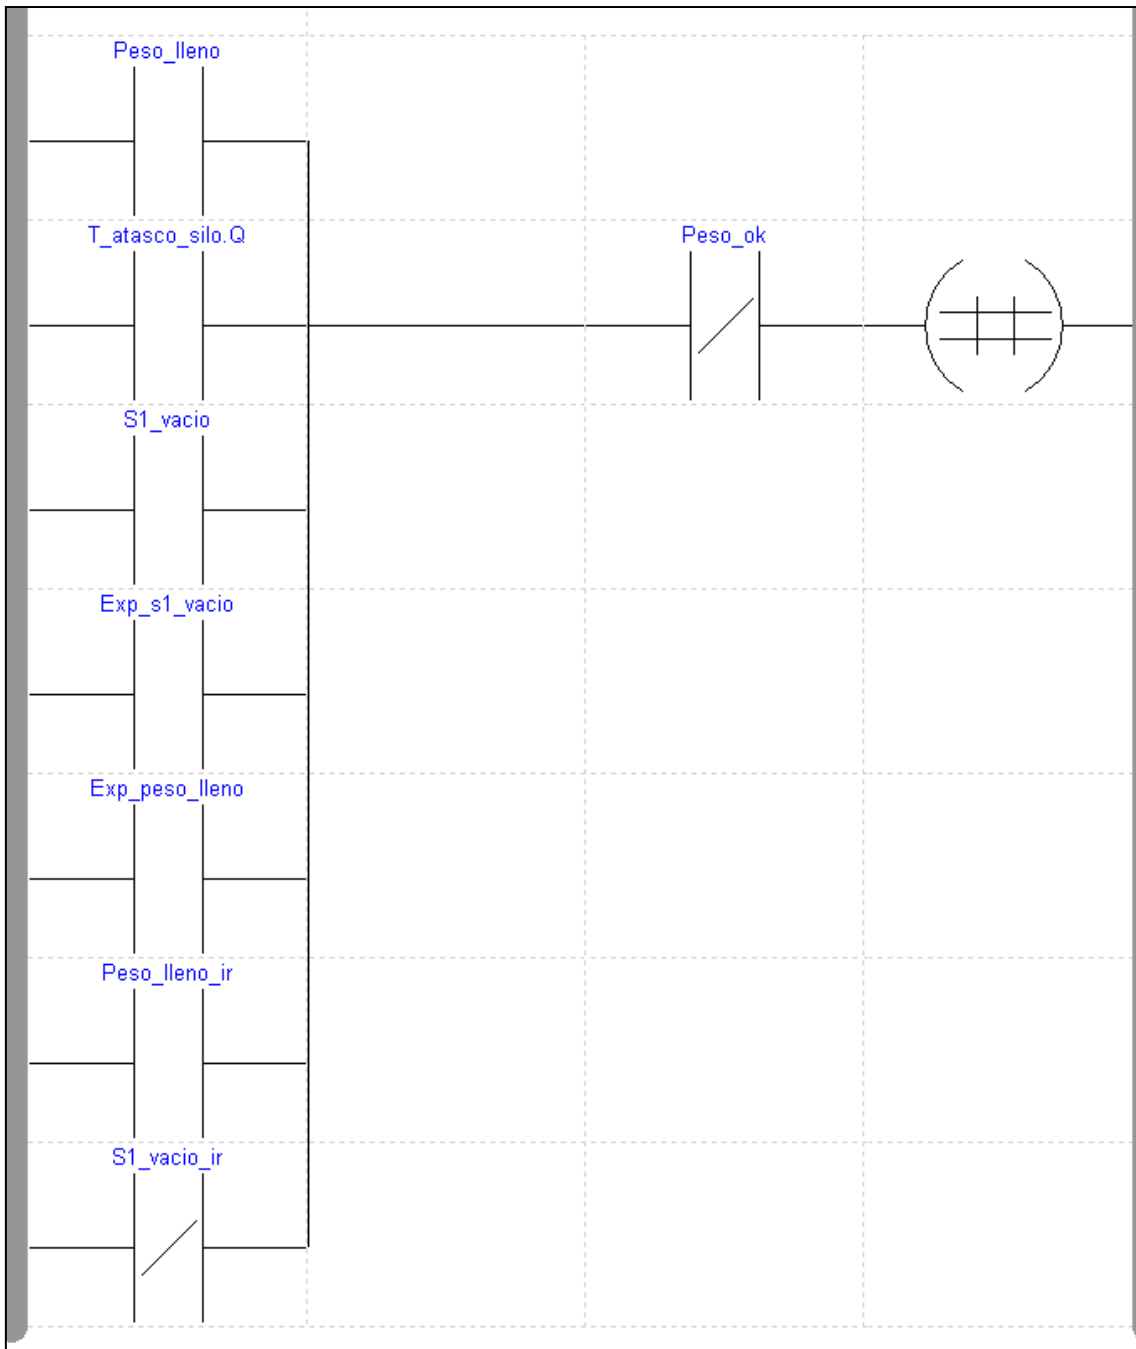 Peso_lleno
T_atasco_silo.Q
Peso_ok
S1_vacio
Exp_s1_vacio
Exp_peso_lleno
Peso_lleno_ir
S1_vacio_ir